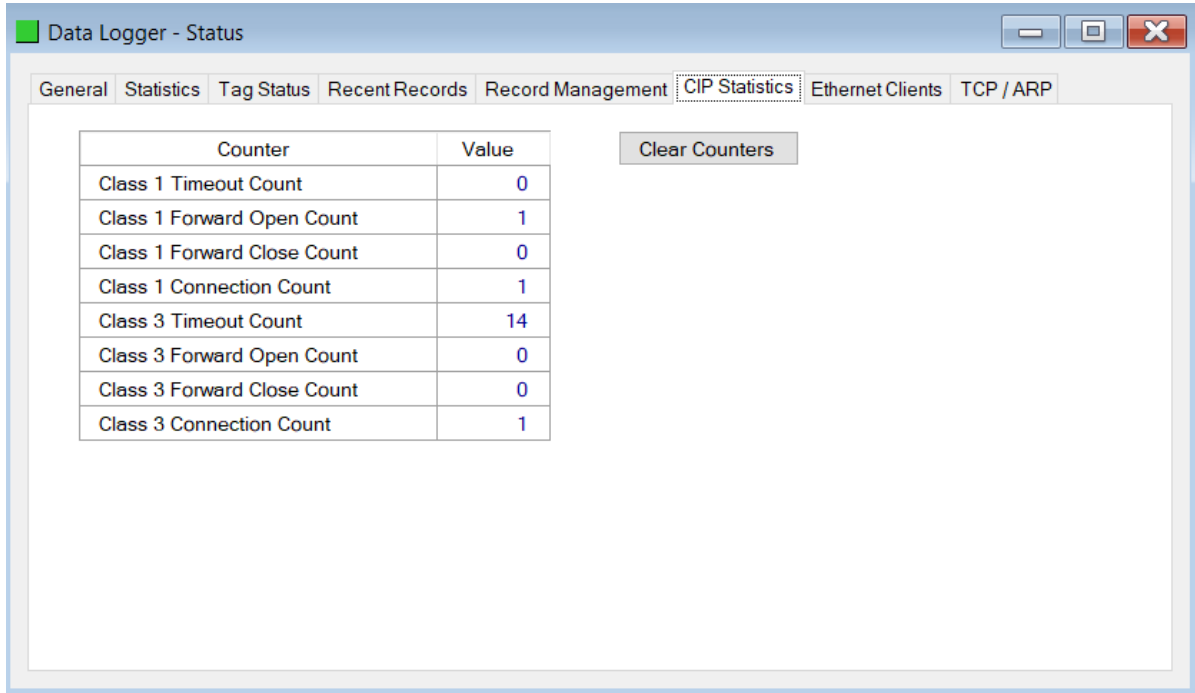 Data Logger - Status
General Statistics Tag Status Recent Records Record Management CIP Statistics Ethernet Clients TCP / ARP
Counter Value Clear Counters
Class 1 Timeout Count 0
Class 1 Forward Open Count 1
Class 1 Forward Close Count 0
Class 1 Connection Count 1
Class 3 Timeout Count 14
Class 3 Forward Open Count 0
Class 3 Forward Close Count 0
Class 3 Connection Count 1